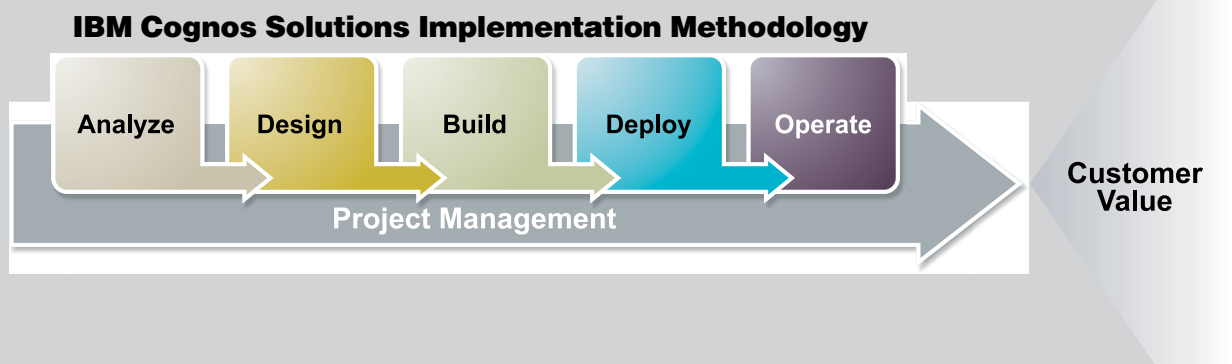 IBM Cognos Solutions Implementation Methodology
Analyze
Design
Build
Deploy
Operate
Project Management
Customer
Value